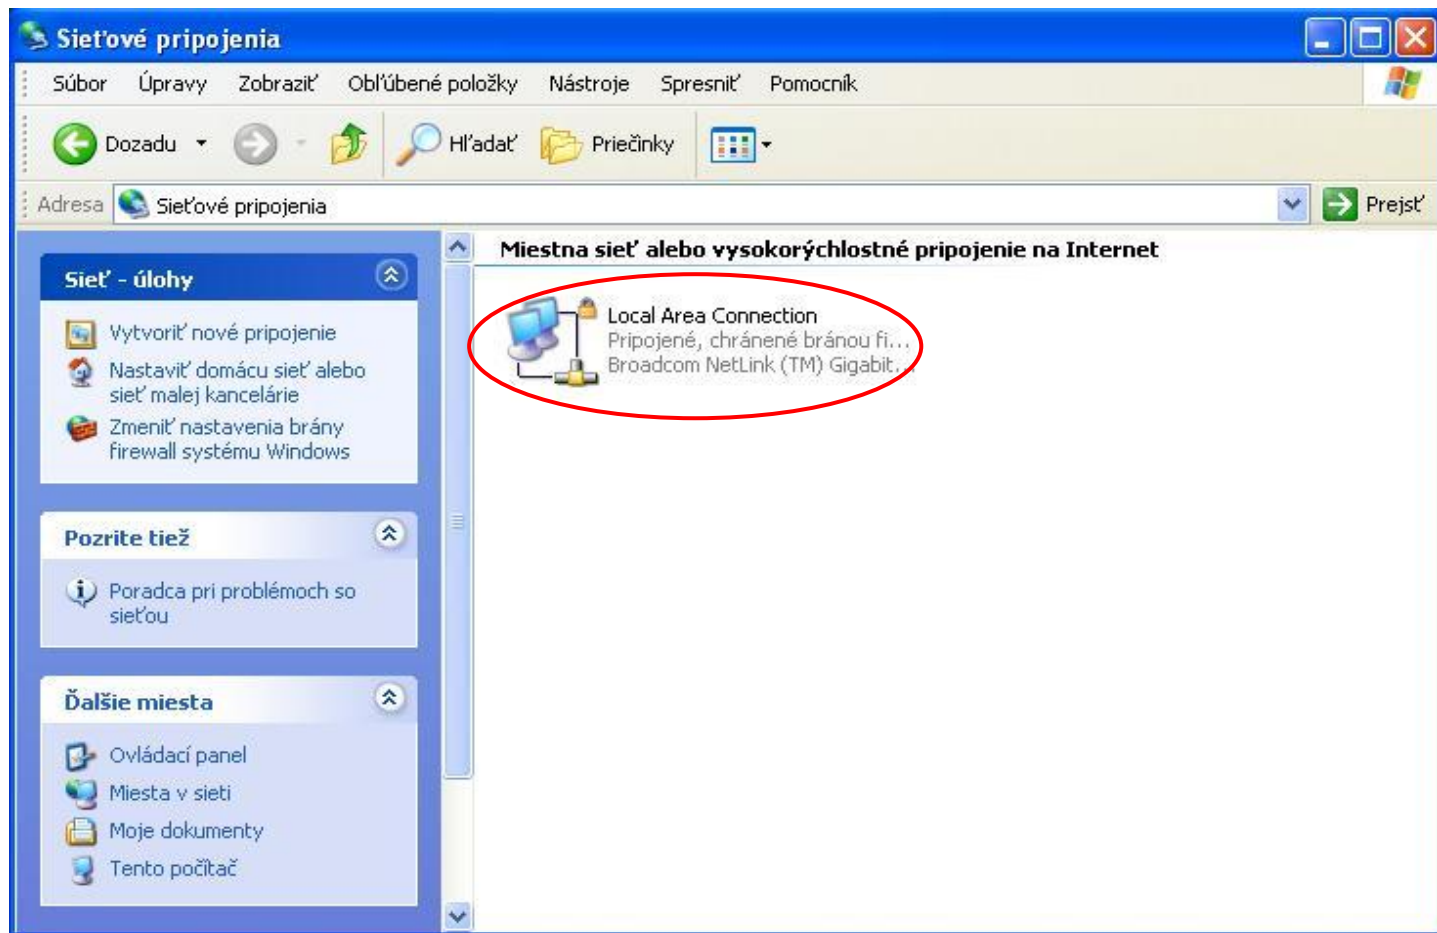 Sieťové pripojenia
Súbor Úpravy Zobraziť Obľúbené položky Nástroje Spresniť Pomocník
Dozadu Hľadať Priečinky
Adresa Sieťové pripojenia Prejsť
Sieť - úlohy
Vytvoriť nové pripojenie
Nastaviť domácu sieť alebo
sieť malej kancelárie
Zmeniť nastavenia brány
firewall systému Windows
Pozrite tiež
Poradca pri problémoch so
sieťou
Ďalšie miesta
Ovládací panel
Miesta v sieti
Moje dokumenty
Tento počítač
Miestna sieť alebo vysokorýchlostné pripojenie na Internet
Local Area Connection
Pripojené, chránené bránou fi...
Broadcom NetLink (TM) Gigabit...